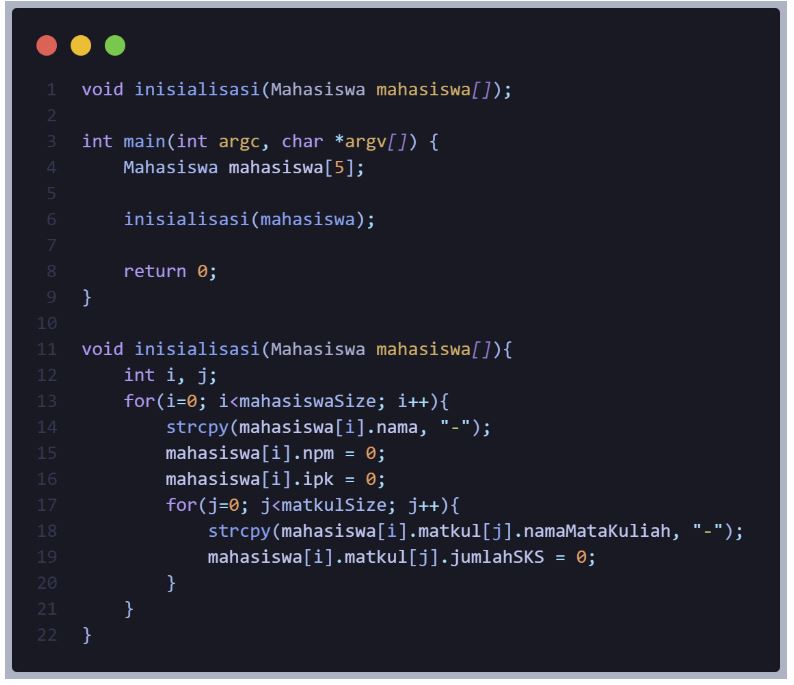 1 void inisialisasi(Mahasiswa mahasiswa[]);
2
3 int main(int argc, char *argv[]) {
4     Mahasiswa mahasiswa[5];
5
6     inisialisasi(mahasiswa);
7
8     return 0;
9 }
10
11 void inisialisasi(Mahasiswa mahasiswa[]){
12     int i, j;
13     for(i=0; i<mahasiswaSize; i++){
14         strcpy(mahasiswa[i].nama, "-");
15         mahasiswa[i].npm = 0;
16         mahasiswa[i].ipk = 0;
17         for(j=0; j<matkulSize; j++){
18             strcpy(mahasiswa[i].matkul[j].namaMataKuliah, "-");
19             mahasiswa[i].matkul[j].jumlahSKS = 0;
20         }
21     }
22 }